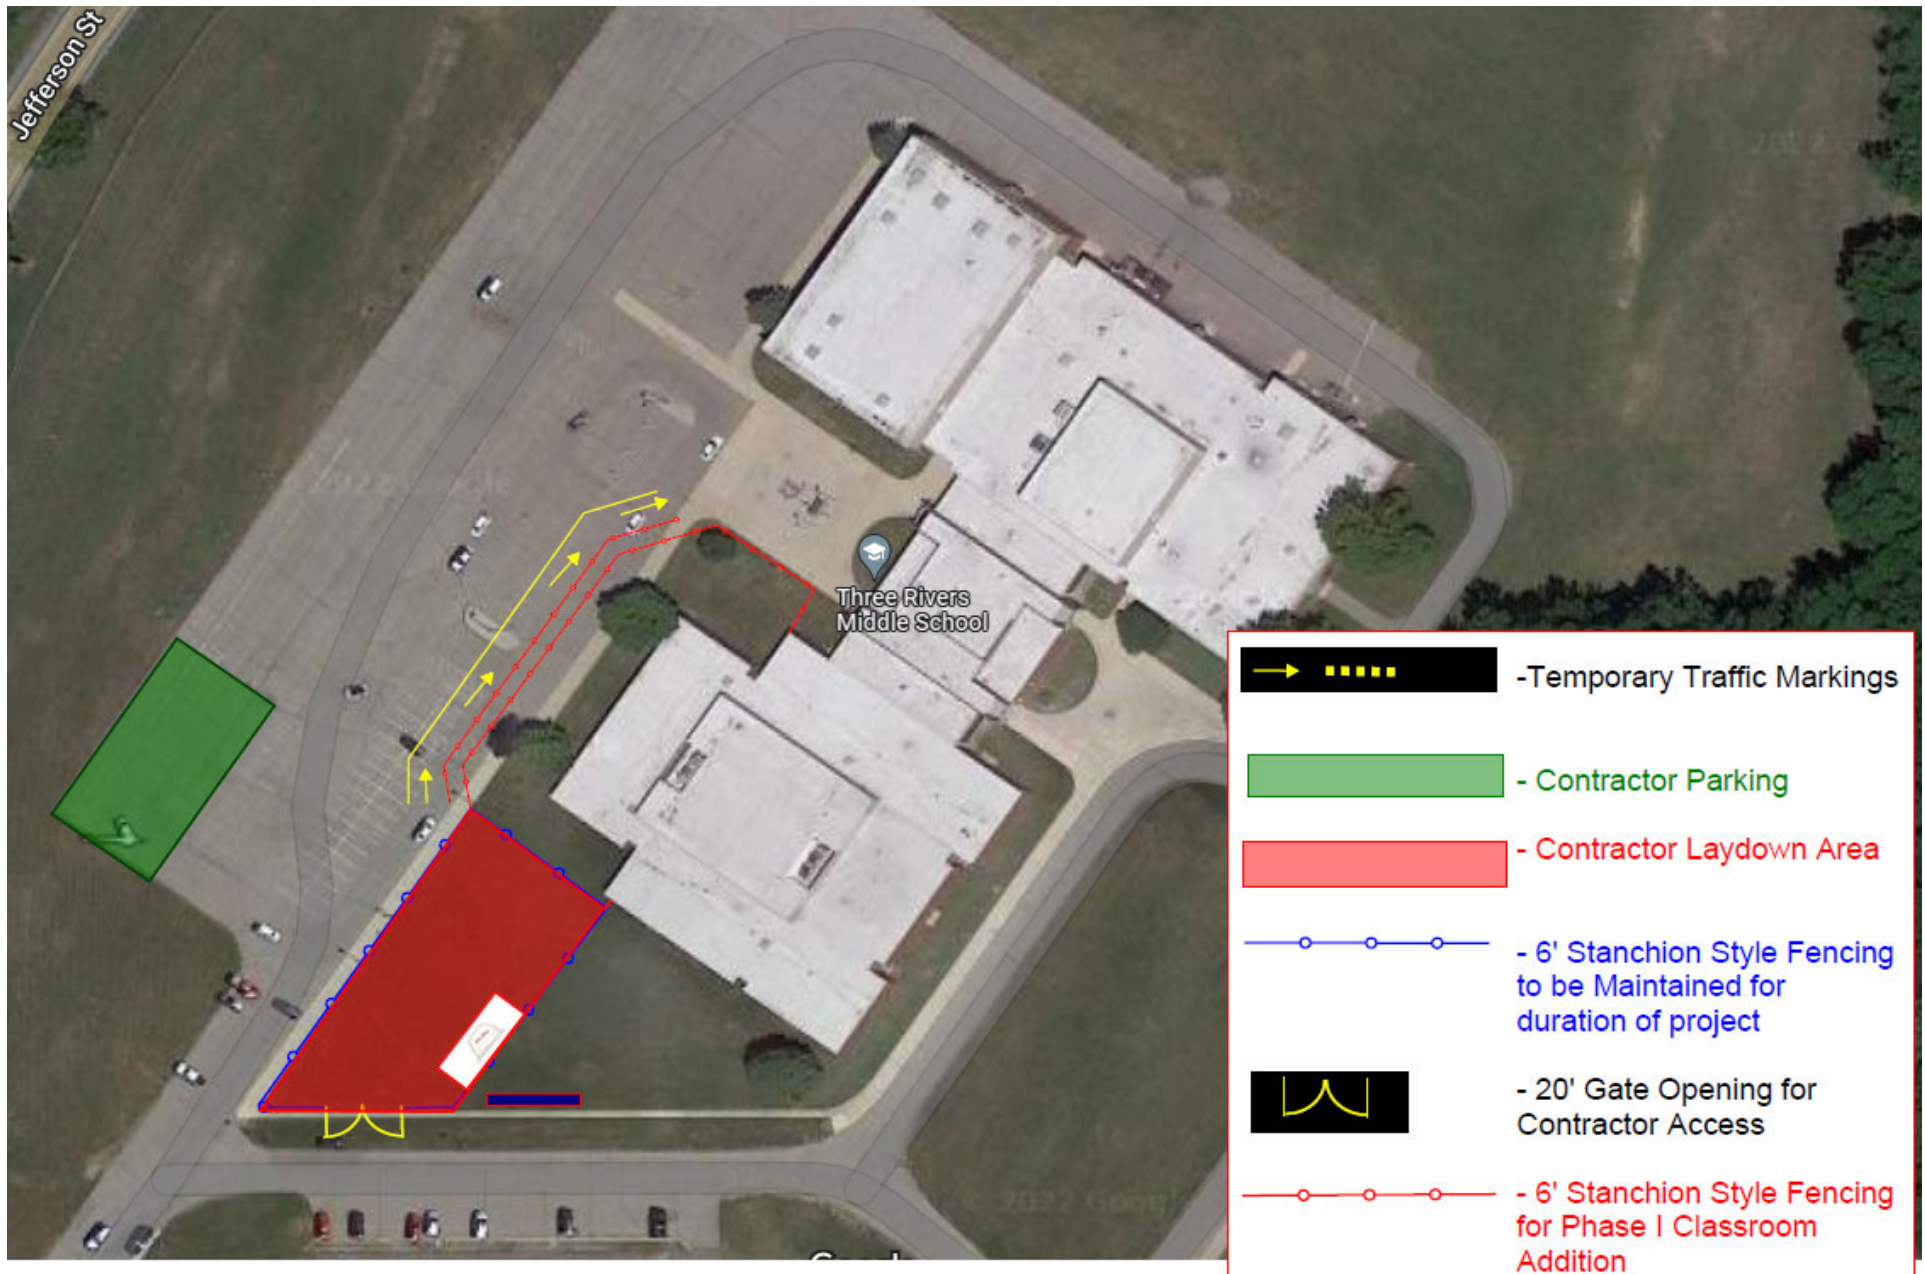 Jefferson St
Three Rivers
Middle School
-Temporary Traffic Markings
- Contractor Parking
- Contractor Laydown Area
- 6' Stanchion Style Fencing
to be Maintained for
duration of project
- 20' Gate Opening for
Contractor Access
- 6' Stanchion Style Fencing
for Phase I Classroom
Addition
2022 Googl